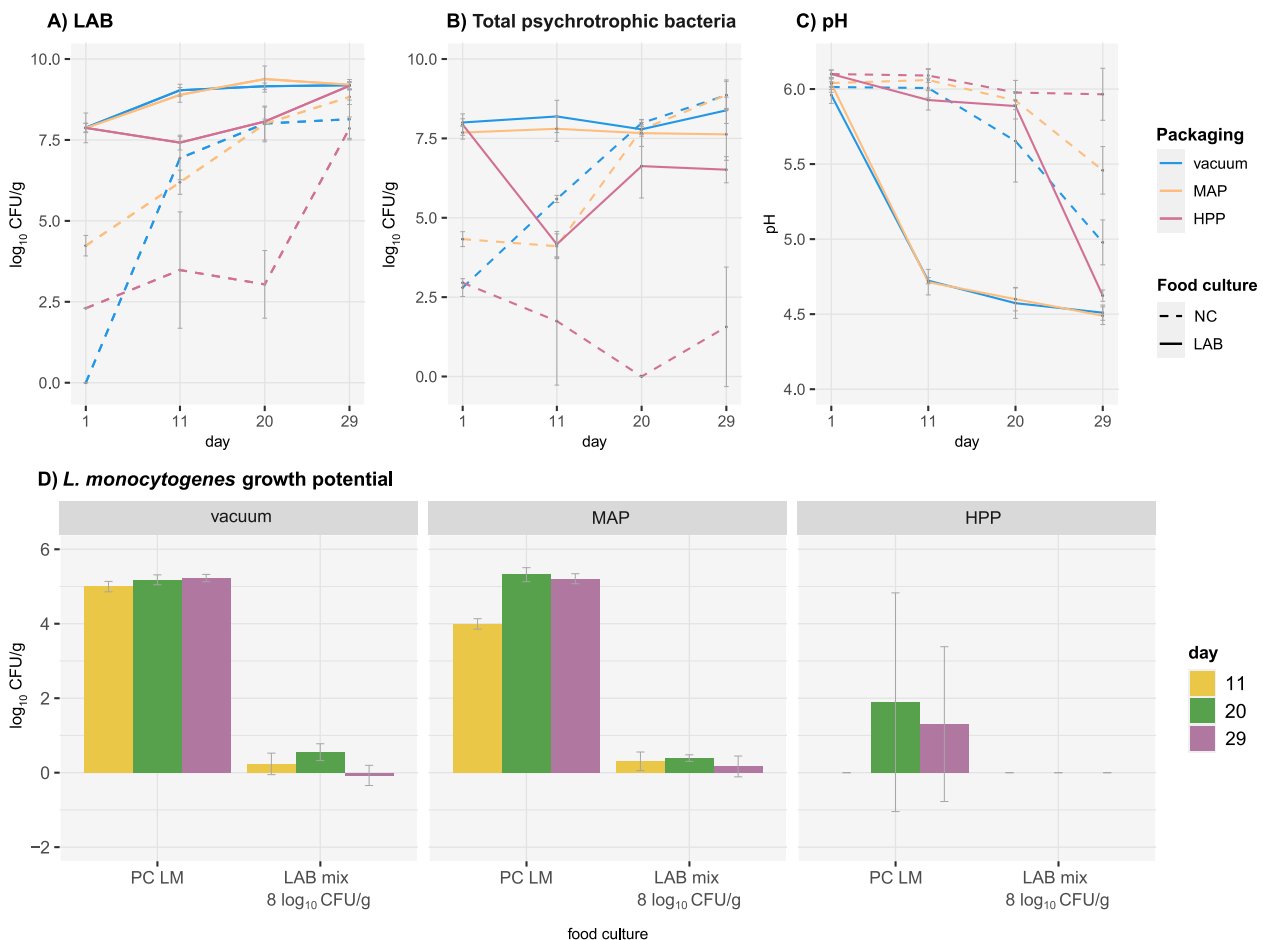 A) LAB
B) Total psychrotrophic bacteria
C) pH
10.0
7.5
5.0
2.5
0.0
log10 CFU/g
1 11 20 29
day
10.0
7.5
5.0
2.5
0.0
log10 CFU/g
1 11 20 29
day
6.0
5.5
5.0
4.5
4.0
pH
1 11 20 29
day
Packaging
vacuum
MAP
HPP
Food culture
NC
LAB
D) L. monocytogenes growth potential
vacuum
MAP
HPP
6
4
2
0
−2
log10 CFU/g
PC LM
LAB mix
8 log10 CFU/g
PC LM
LAB mix
8 log10 CFU/g
PC LM
LAB mix
8 log10 CFU/g
food culture
day
11
20
29